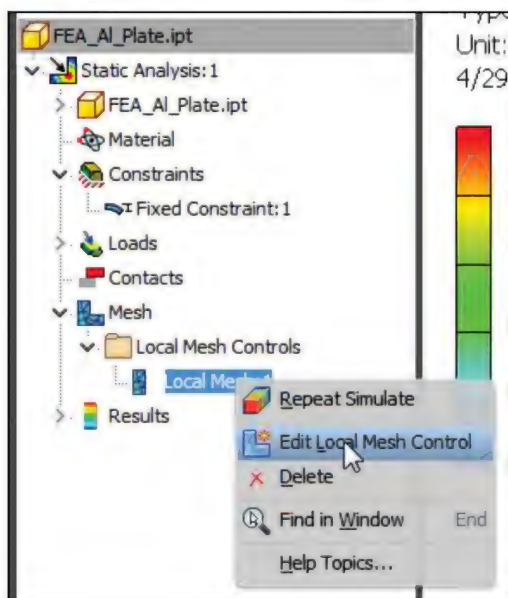 FEA_Al_Plate.ipt
Unit:
Static Analysis:1
4/29
FEA_Al_Plate.ipt
Material
Constraints
Fixed Constraint:1
Loads
Contacts
Mesh
Local Mesh Controls
Local Mesh
Repeat Simulate
Results
Edit Local Mesh Control
Delete
Find in Window End
Help Topics...